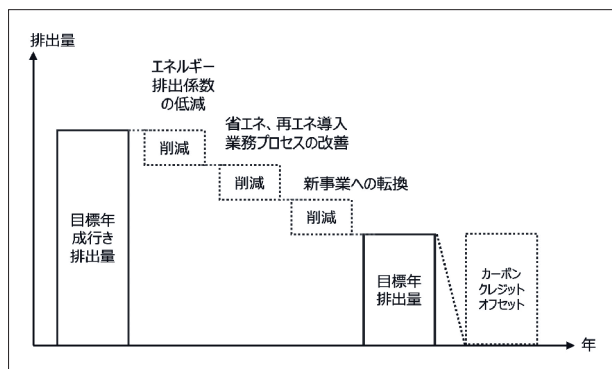 排出量
エネルギー
排出係数
の低減
省エネ、再エネ導入
業務プロセスの改善
新事業への転換
削減
削減
削減
目標年
成行き
排出量
目標年
排出量
カーボン
クレジット
オフセット
年